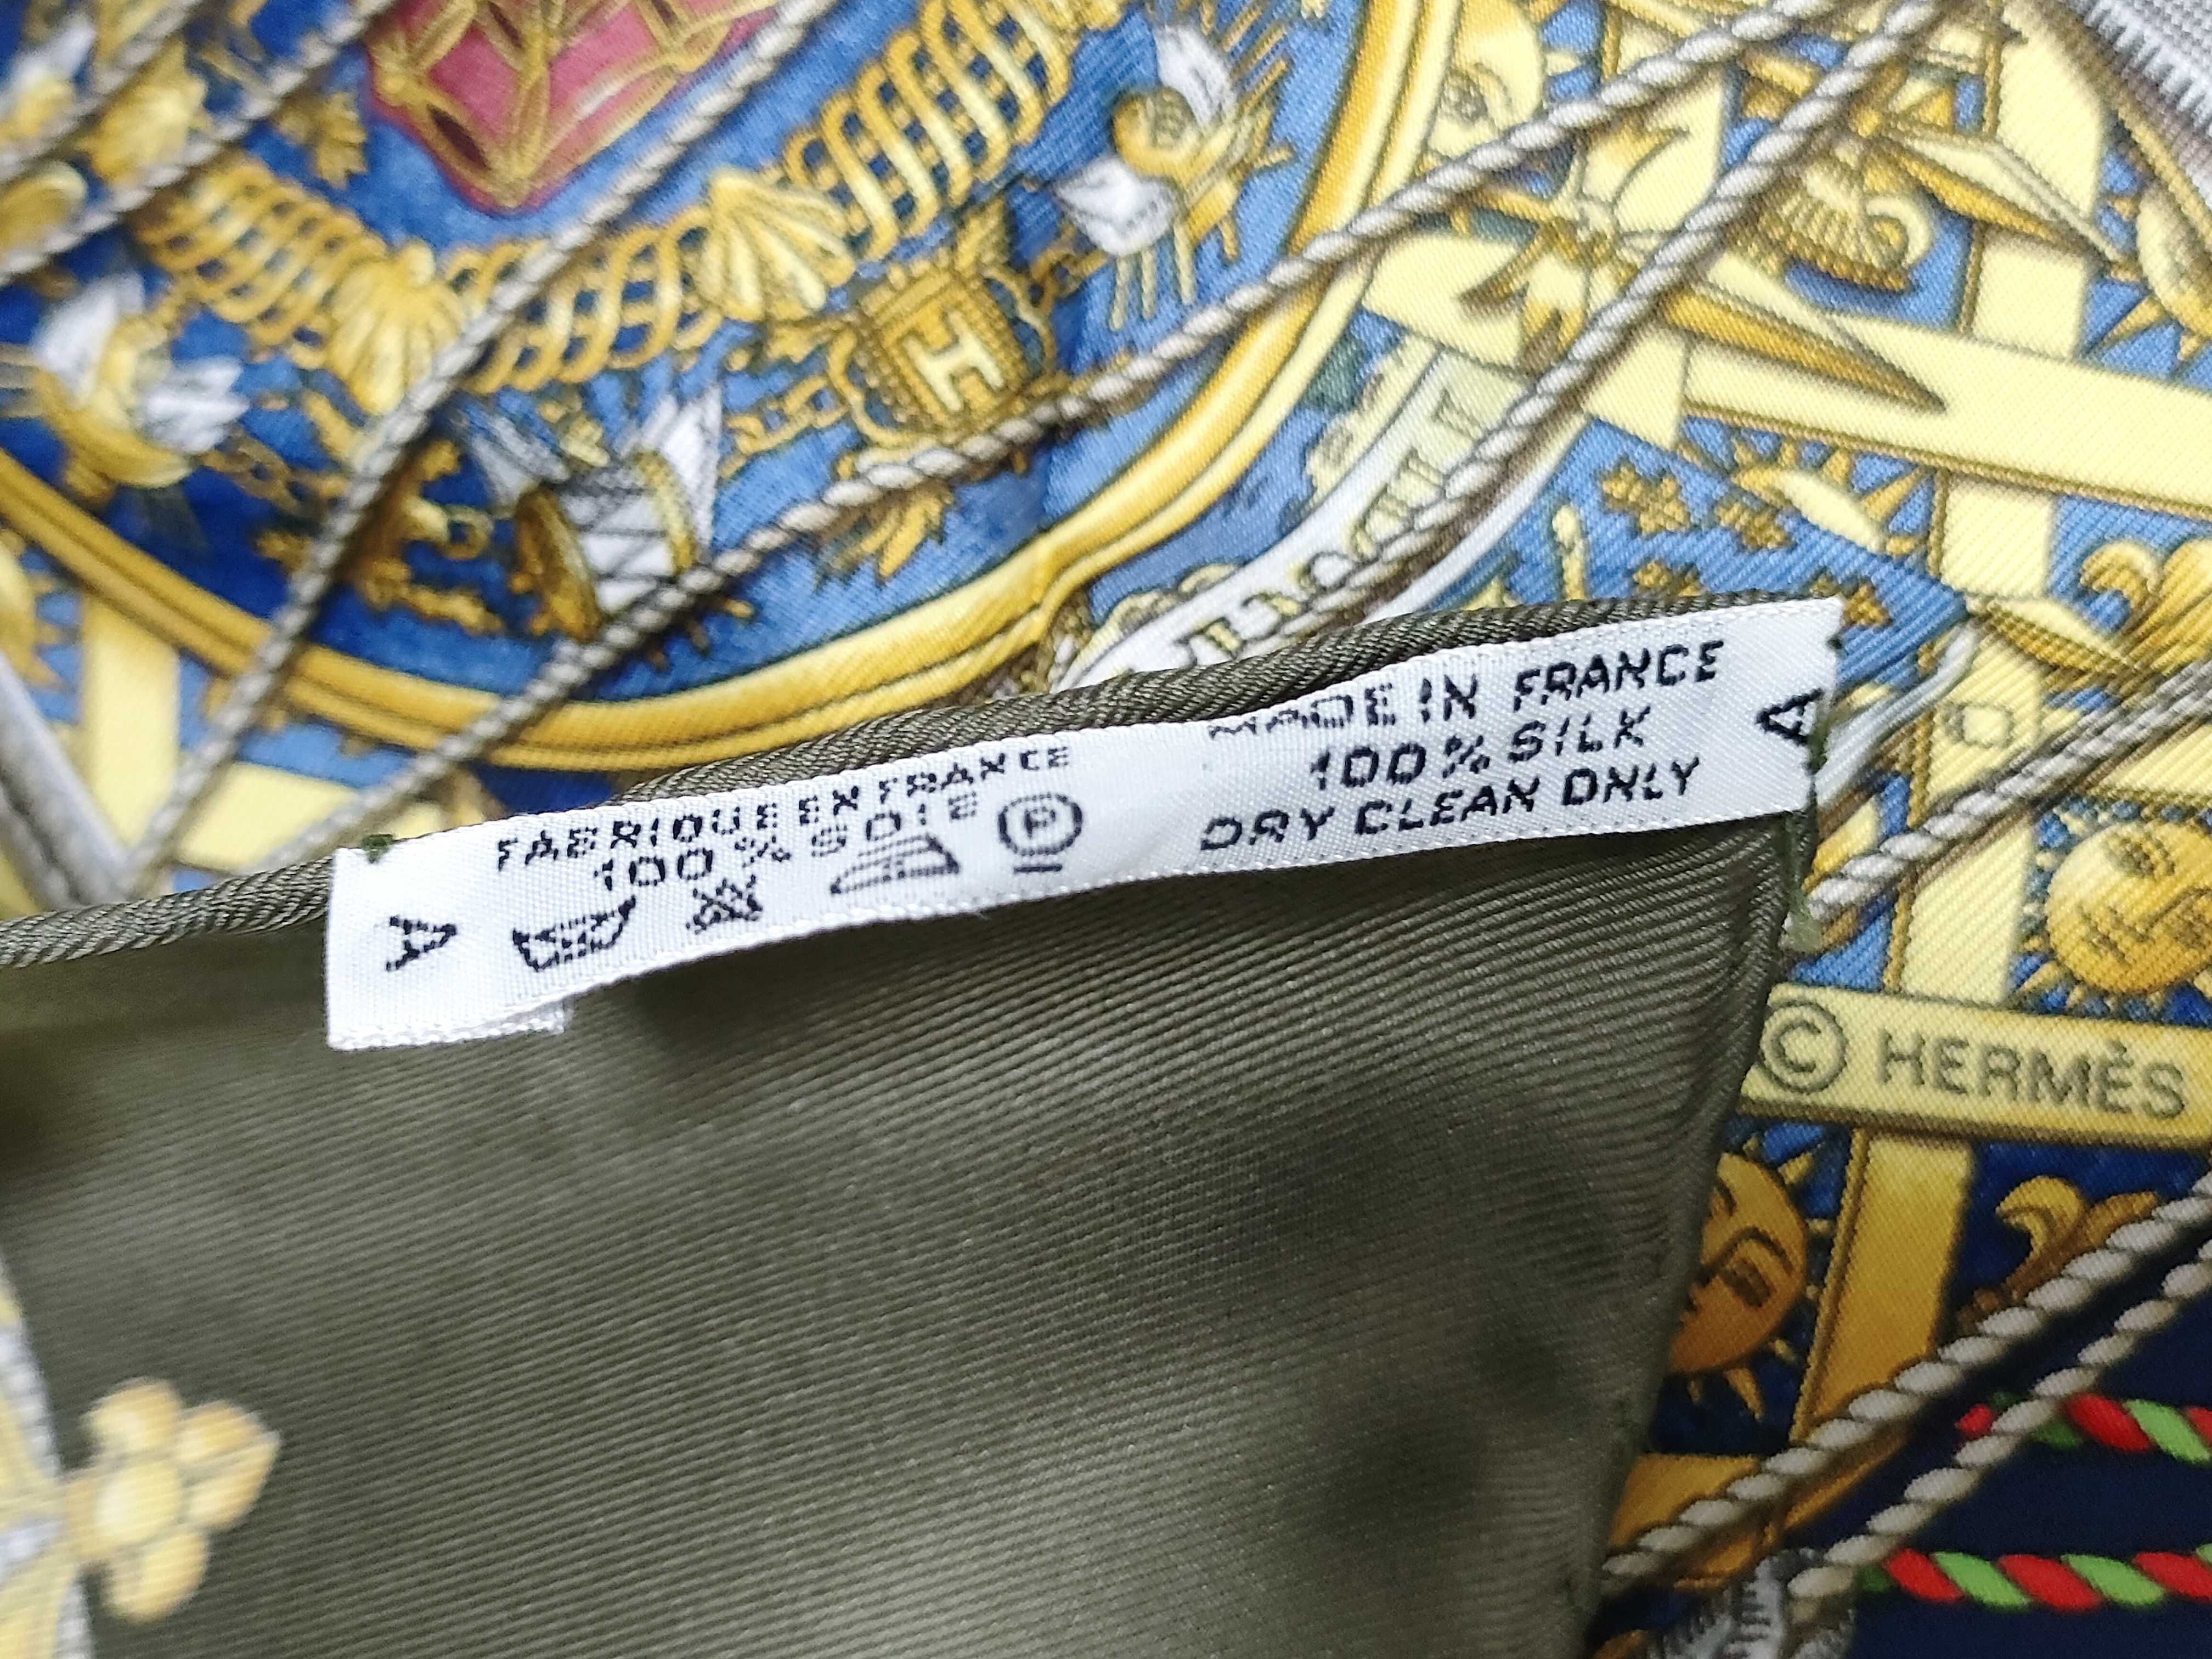 FABRIQUE EN FRANCE
100 % SOIE
A
P
MADE IN FRANCE
100 % SILK
DRY CLEAN ONLY
A
H
© HERMÈS